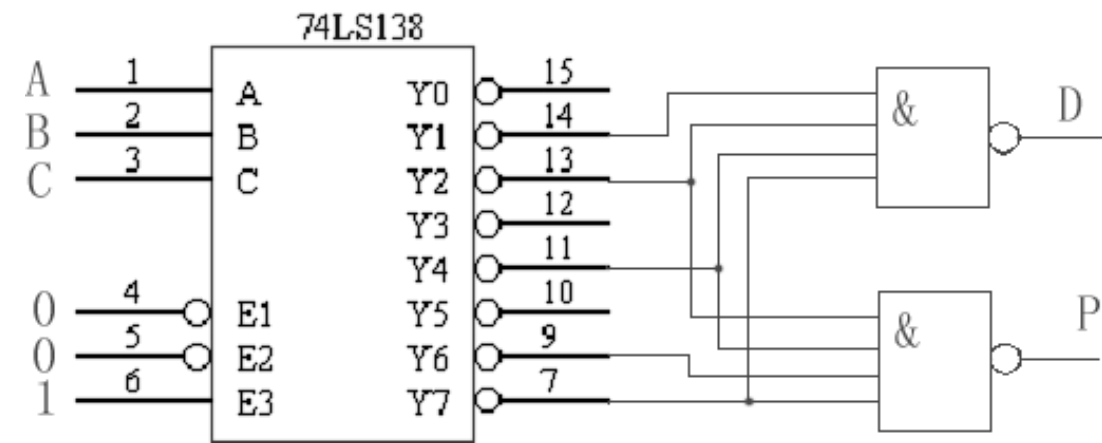 74LS138
A 1 A Y0 15
B 2 B Y1 14 & D
C 3 C Y2 13
Y3 12
Y4 11
0 4 E1 Y5 10
0 5 E2 Y6 9 & P
1 6 E3 Y7 7